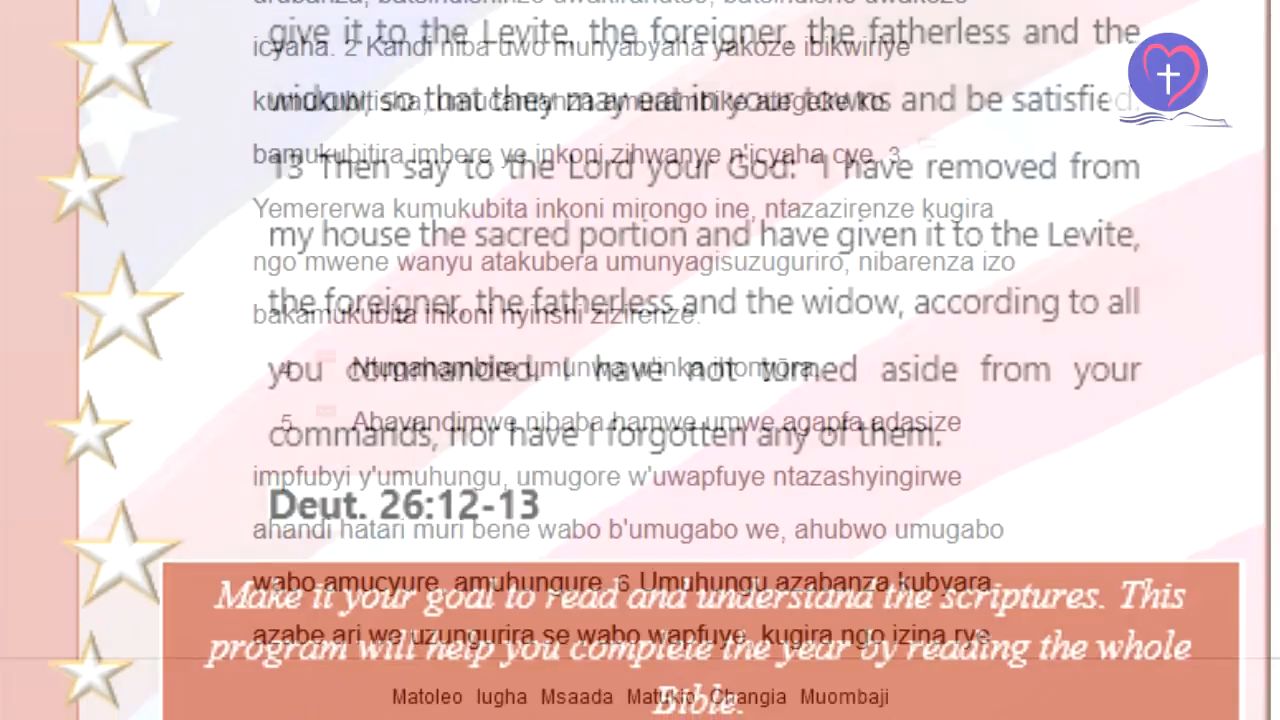 give it to the Levite, the foreigner, the fatherless and the
icyaha. 2 Kandi niba uwo munyabyaha yakoze ibikwiriye
widow, so that they may eat in your towns and be satisfied.
bamukubitira imbere ye inkoni zihwanye n'icyaha cye. 3
13 Then say to the Lord your God: "I have removed from
Yemererwa kumukubita inkoni mirongo ine, ntazazirenze kugira
my house the sacred portion and have given it to the Levite,
ngo mwene wanyu atakubera umunyagisuzuguriro, nibarenza izo
the foreigner, the fatherless and the widow, according to all
bakamukubita inkoni nyinshi zizirenze.
4 Ntugahambire umunwa w'inka ihonyora.
you commanded. I have not turned aside from your
5 Abavandimwe nibaba hamwe umwe agapfa adasize
commands, nor have I forgotten any of them.
impfubyi y'umuhungu, umugore w'uwapfuye ntazashyingirwe
Deut. 26:12-13
ahandi hatari muri bene wabo b'umugabo we, ahubwo umugabo
wabo amucyure, amuhungure. 6 Umuhungu azabanza kubyara
Make it your goal to read and understand the scriptures. This
azabe ari we uzungurira se wabo wapfuye, kugira ngo izina rye
program will help you complete the year by reading the whole
Bible.
Matoleo lugha Msaada Matukio Changia Muombaji